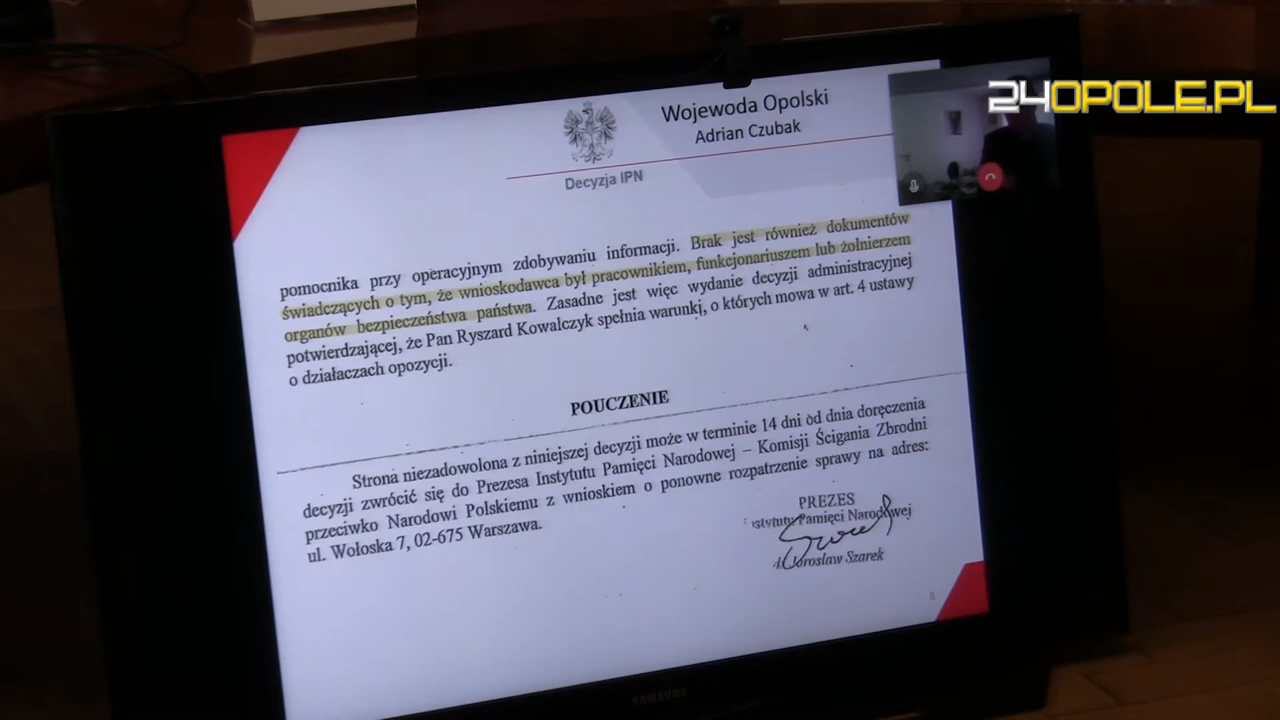 24OPOLE.PL
Wojewoda Opolski
Adrian Czubak
Decyzja IPN
pomocnika przy operacyjnym zdobywaniu informacji. Brak jest również dokumentów
świadczących o tym, że wnioskodawca był pracownikiem, funkcjonariuszem lub żołnierzem
organów bezpieczeństwa państwa. Zasadne jest więc wydanie decyzji administracyjnej
potwierdzającej, że Pan Ryszard Kowalczyk spełnia warunki, o których mowa w art. 4 ustawy
o działaczach opozycji.
POUCZENIE
Strona niezadowolona z niniejszej decyzji może w terminie 14 dni od dnia doręczenia
decyzji zwrócić się do Prezesa Instytutu Pamięci Narodowej – Komisji Ścigania Zbrodni
przeciwko Narodowi Polskiemu z wnioskiem o ponowne rozpatrzenie sprawy na adres:
ul. Wołoska 7, 02-675 Warszawa.
PREZES
Instytutu Pamięci Narodowej
Jarosław Szarek
8
SAMSUNG